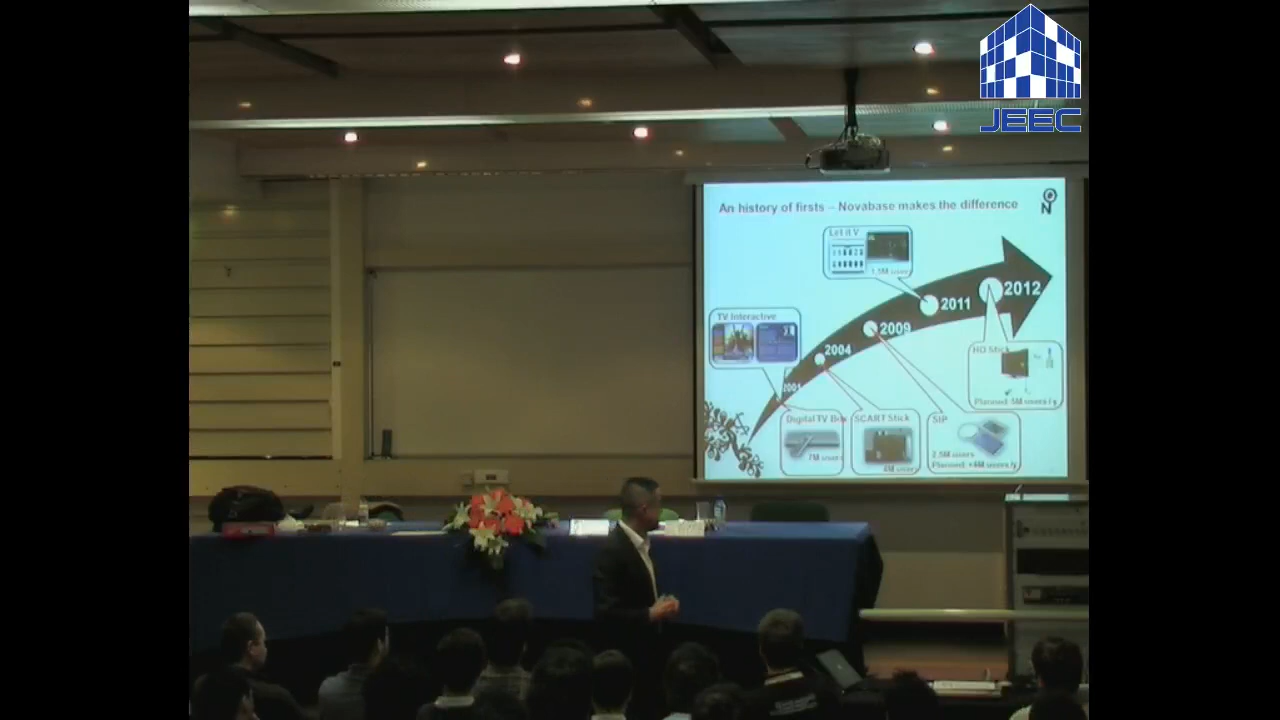 JEEC
An history of firsts – Novabase makes the difference
ON
Let it V
1,5M users
2012
2011
TV Interactive
2009
2004
HD Stick
2001
Planned: 5M users/y
Digital TV Box
SCART Stick
SIP
7M users
4M users
2,5M users
Planned: +4M users/y